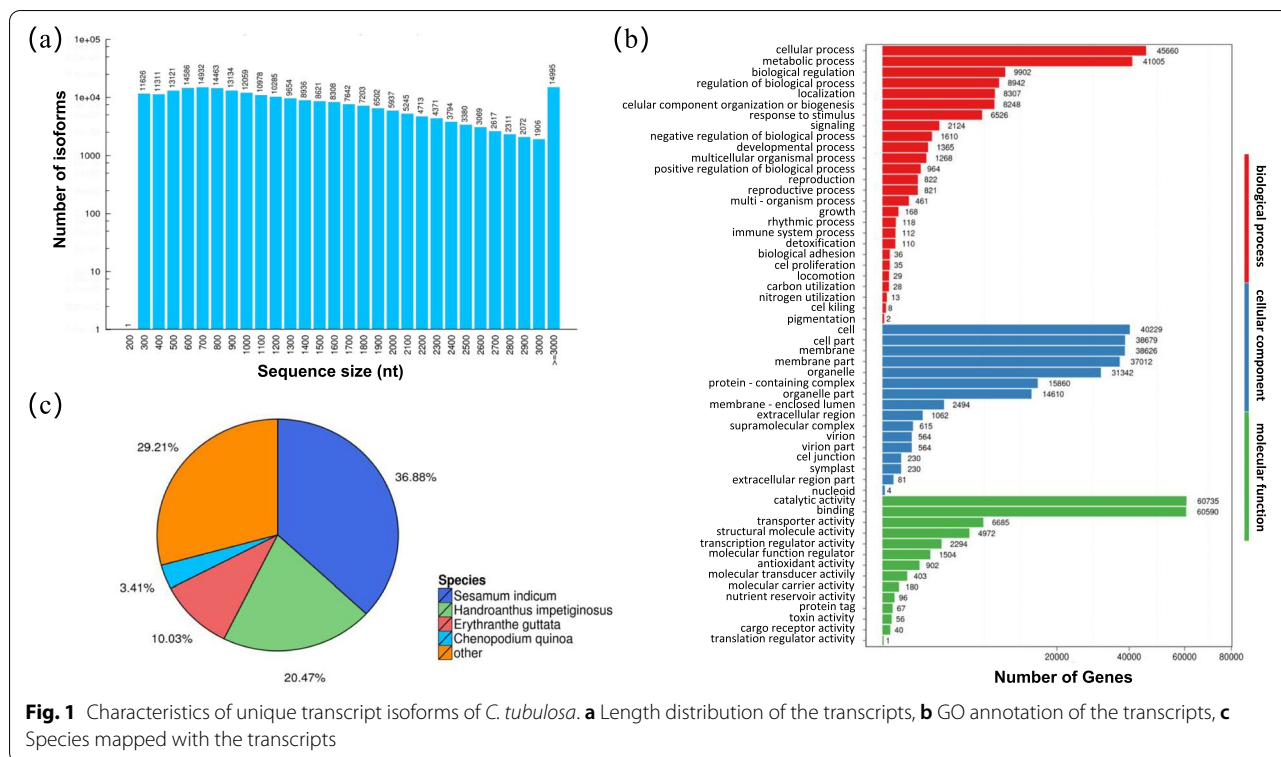 (a)
1e+05
1e+04
1000
100
10
1
Number of isoforms
1
11626
11311
13121
14586
14932
14463
13134
12059
10978
10285
9654
8936
8621
8308
7642
7203
6502
5937
5245
4713
4371
3794
3380
3069
2617
2311
2072
1906
14995
200
300
400
500
600
700
800
900
1000
1100
1200
1300
1400
1500
1600
1700
1800
1900
2000
2100
2200
2300
2400
2500
2600
2700
2800
2900
3000
>=3000
Sequence size (nt)
(b)
cellular process 45660
metabolic process 41005
biological regulation 9902
regulation of biological process 8942
localization 8307
celular component organization or biogenesis 8248
response to stimulus 6526
signaling 2124
negative regulation of biological process 1610
developmental process 1365
multicellular organismal process 1268
positive regulation of biological process 964
reproduction 822
reproductive process 821
multi - organism process 461
growth 168
rhythmic process 118
immune system process 112
detoxification 110
biological adhesion 36
cel proliferation 35
locomotion 29
carbon utilization 28
nitrogen utilization 13
cel kiling 8
pigmentation 2
cell 40229
cell part 38679
membrane 38626
membrane part 37012
organelle 31342
protein - containing complex 15860
organelle part 14610
membrane - enclosed lumen 2494
extracellular region 1062
supramolecular complex 615
virion 564
virion part 564
cel junction 230
symplast 230
extracellular region part 81
nucleoid 4
catalytic activity 60735
binding 60590
transporter activity 6685
structural molecule activity 4972
transcription regulator activity 2294
molecular function regulator 1504
antioxidant activity 902
molecular transducer activily 403
molecular carrier activity 180
nutrient reservoir activity 96
protein tag 67
toxin activity 56
cargo receptor activity 40
translation regulator activity 1
20000 40000 60000 80000
Number of Genes
biological process
cellular component
molecular function
(c)
29.21%
36.88%
3.41%
10.03%
20.47%
Species
Sesamum indicum
Handroanthus impetiginosus
Erythranthe guttata
Chenopodium quinoa
other
Fig. 1 Characteristics of unique transcript isoforms of C. tubulosa. a Length distribution of the transcripts, b GO annotation of the transcripts, c
Species mapped with the transcripts